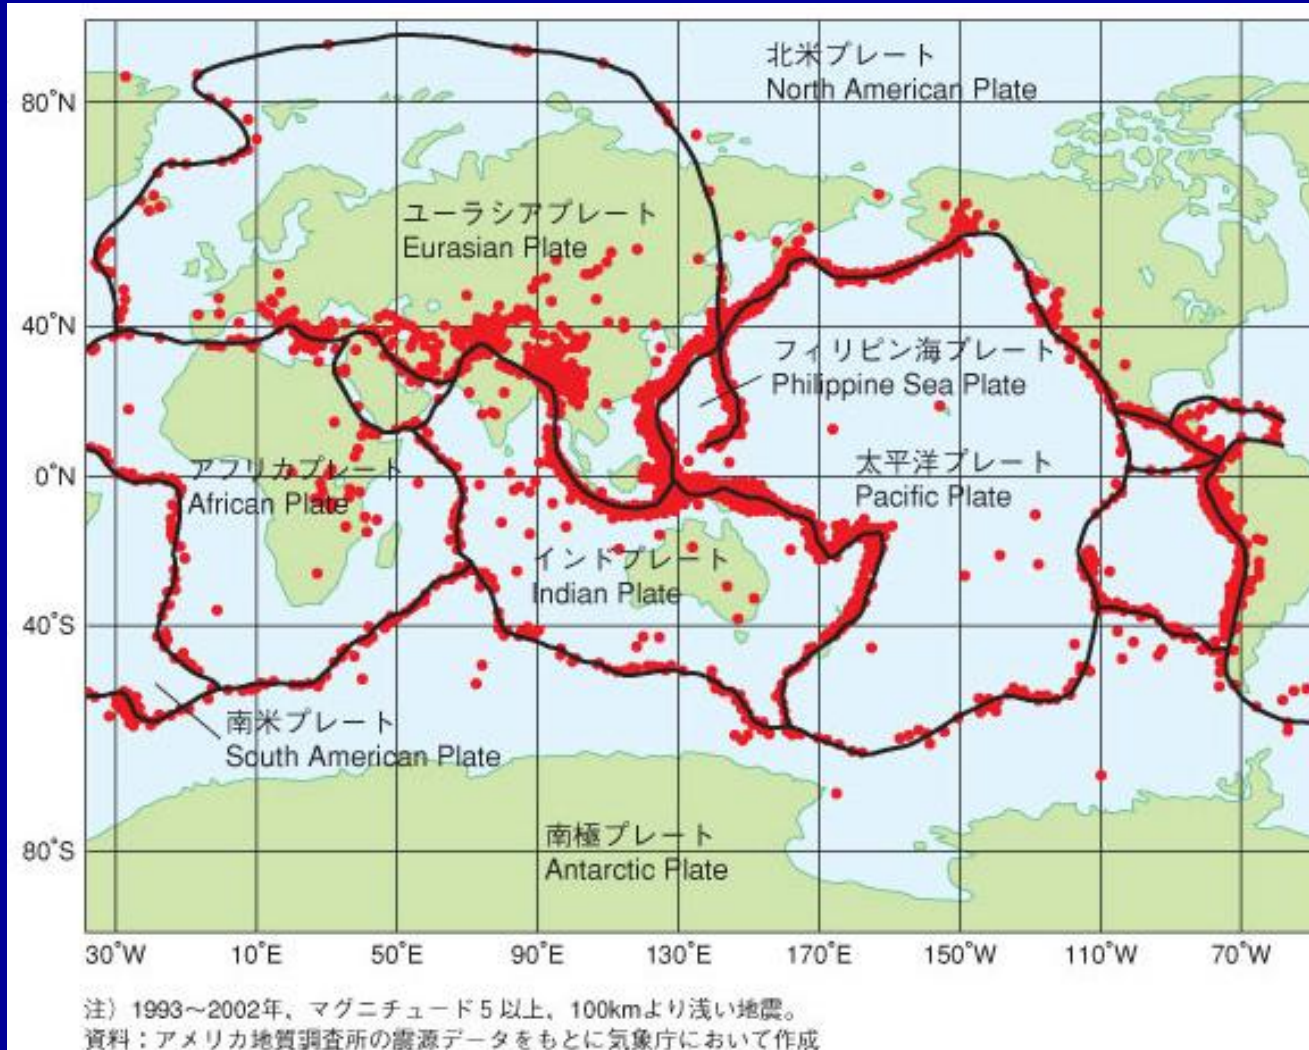 北米プレート
North American Plate
80°N
ユーラシアプレート
Eurasian Plate
40°N
フィリピン海プレート
Philippine Sea Plate
アフリカプレート
African Plate
太平洋プレート
Pacific Plate
0°N
インドプレート
Indian Plate
40°S
南米プレート
South American Plate
南極プレート
Antarctic Plate
80°S
30°W 10°E 50°E 90°E 130°E 170°E 150°W 110°W 70°W
注）1993～2002年、マグニチュード5以上、100kmより浅い地震。
資料：アメリカ地質調査所の震源データをもとに気象庁において作成